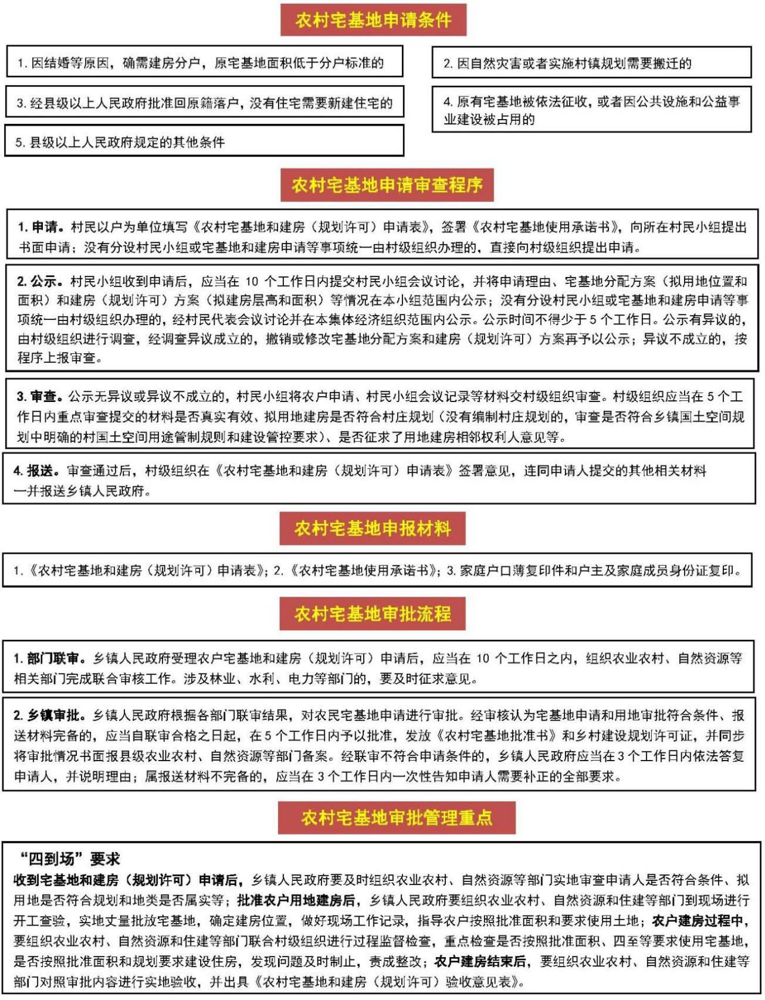 农村宅基地申请条件
1. 因结婚等原因，确需建房分户，原宅基地面积低于分户标准的
2. 因自然灾害或者实施村镇规划需要搬迁的
3. 经县级以上人民政府批准回原籍落户，没有住宅需要新建住宅的
4. 原有宅基地被依法征收，或者因公共设施和公益事
业建设被占用的
5. 县级以上人民政府规定的其他条件
农村宅基地申请审查程序
1. 申请。村民以户为单位填写《农村宅基地和建房（规划许可）申请表》，签署《农村宅基地使用承诺书》，向所在村民小组提出
书面申请；没有分设村民小组或宅基地和建房申请等事项统一由村级组织办理的，直接向村级组织提出申请。
2. 公示。村民小组收到申请后，应当在 10 个工作日内提交村民小组会议讨论，并将申请理由、宅基地分配方案（拟用地位置和
面积）和建房（规划许可）方案（拟建房层高和面积）等情况在本小组范围内公示；没有分设村民小组或宅基地和建房申请等事
项统一由村级组织办理的，经村民代表会议讨论并在本集体经济组织范围内公示。公示时间不得少于 5 个工作日。公示有异议的，
由村级组织进行调查，经调查异议成立的，撤销或修改宅基地分配方案和建房（规划许可）方案再予以公示；异议不成立的，按
程序上报审查。
3. 审查。公示无异议或异议不成立的，村民小组将农户申请、村民小组会议记录等材料交村级组织审查。村级组织应当在 5 个工
作日内重点审查提交的材料是否真实有效、拟用地建房是否符合村庄规划（没有编制村庄规划的，审查是否符合乡镇国土空间规
划中明确的村国土空间用途管制规则和建设管控要求）、是否征求了用地建房相邻权利人意见等。
4. 报送。审查通过后，村级组织在《农村宅基地和建房（规划许可）申请表》签署意见，连同申请人提交的其他相关材料
一并报送乡镇人民政府。
农村宅基地申报材料
1.《农村宅基地和建房（规划许可）申请表》；2.《农村宅基地使用承诺书》；3. 家庭户口薄复印件和户主及家庭成员身份证复印。
农村宅基地审批流程
1. 部门联审。乡镇人民政府受理农户宅基地和建房（规划许可）申请后，应当在 10 个工作日之内，组织农业农村、自然资源等
相关部门完成联合审核工作。涉及林业、水利、电力等部门的，要及时征求意见。
2. 乡镇审批。乡镇人民政府根据各部门联审结果，对农民宅基地申请进行审批。经审核认为宅基地申请和用地审批符合条件、报
送材料完备的，应当自联审合格之日起，在 5 个工作日内予以批准，发放《农村宅基地批准书》和乡村建设规划许可证，并同步
将审批情况书面报县级农业农村、自然资源等部门备案。经联审不符合申请条件的，乡镇人民政府应当在 3 个工作日内依法答复
申请人，并说明理由；属报送材料不完备的，应当在 3 个工作日内一次性告知申请人需要补正的全部要求。
农村宅基地审批管理重点
“四到场”要求
收到宅基地和建房（规划许可）申请后，乡镇人民政府要及时组织农业农村、自然资源等部门实地审查申请人是否符合条件、拟
用地是否符合规划和地类是否属实等；批准农户用地建房后，乡镇人民政府要组织农业农村、自然资源和住建等部门到现场进行
开工查验，实地丈量批放宅基地，确定建房位置，做好现场工作记录，指导农户按照批准面积和要求使用土地；农户建房过程中，
要组织农业农村、自然资源和住建等部门联合村级组织进行过程监督检查，重点检查是否按照批准面积、四至等要求使用宅基地，
是否按照批准面积和规划要求建设住房，发现问题及时制止，责成整改；农户建房结束后，要组织农业农村、自然资源和住建等
部门对照审批内容进行实地验收，并出具《农村宅基地和建房（规划许可）验收意见表》。